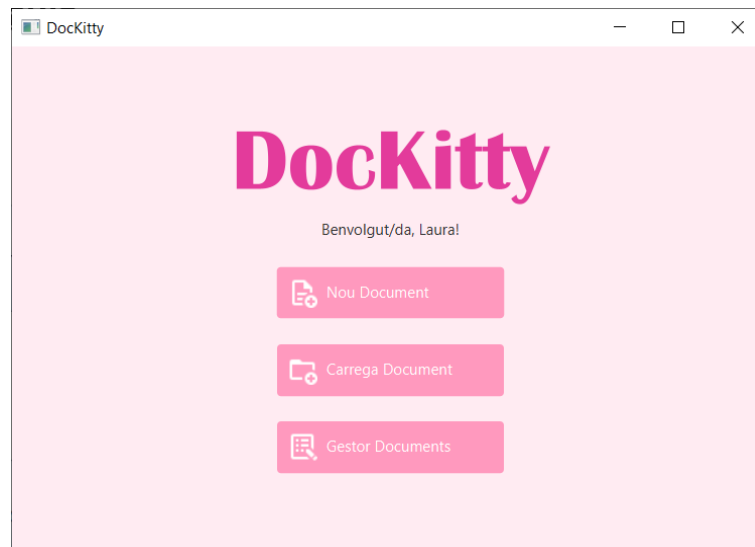 DocKitty
DocKitty
Benvolgut/da, Laura!
Nou Document
Carrega Document
Gestor Documents